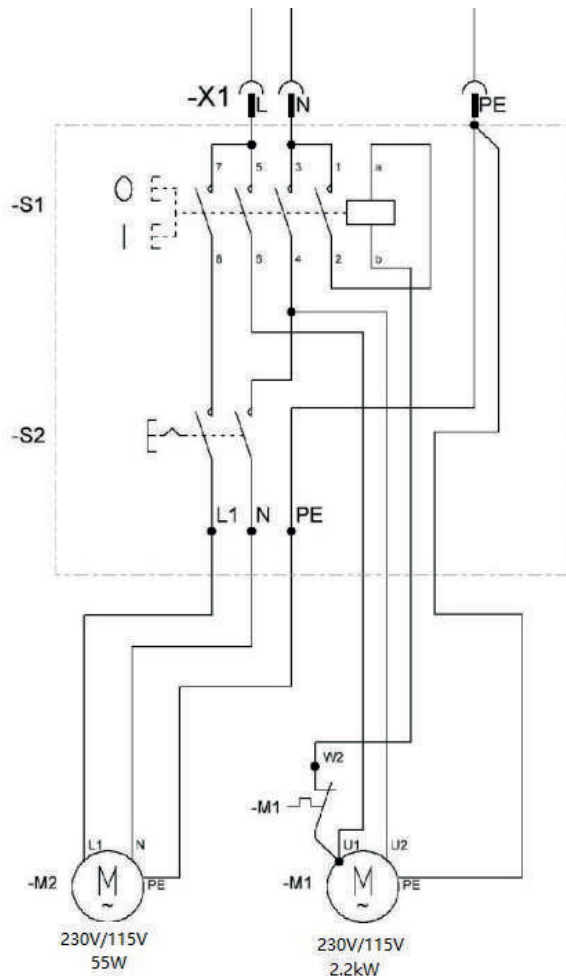 -X1 L N PE
7 5 3 1 a
-S1 O
I
8 6 4 2 b
-S2
L1 N PE
W2
-M1
L1 N U1 U2
-M2 M ~ PE -M1 M ~ PE
230V/115V 230V/115V
55W 2.2kW